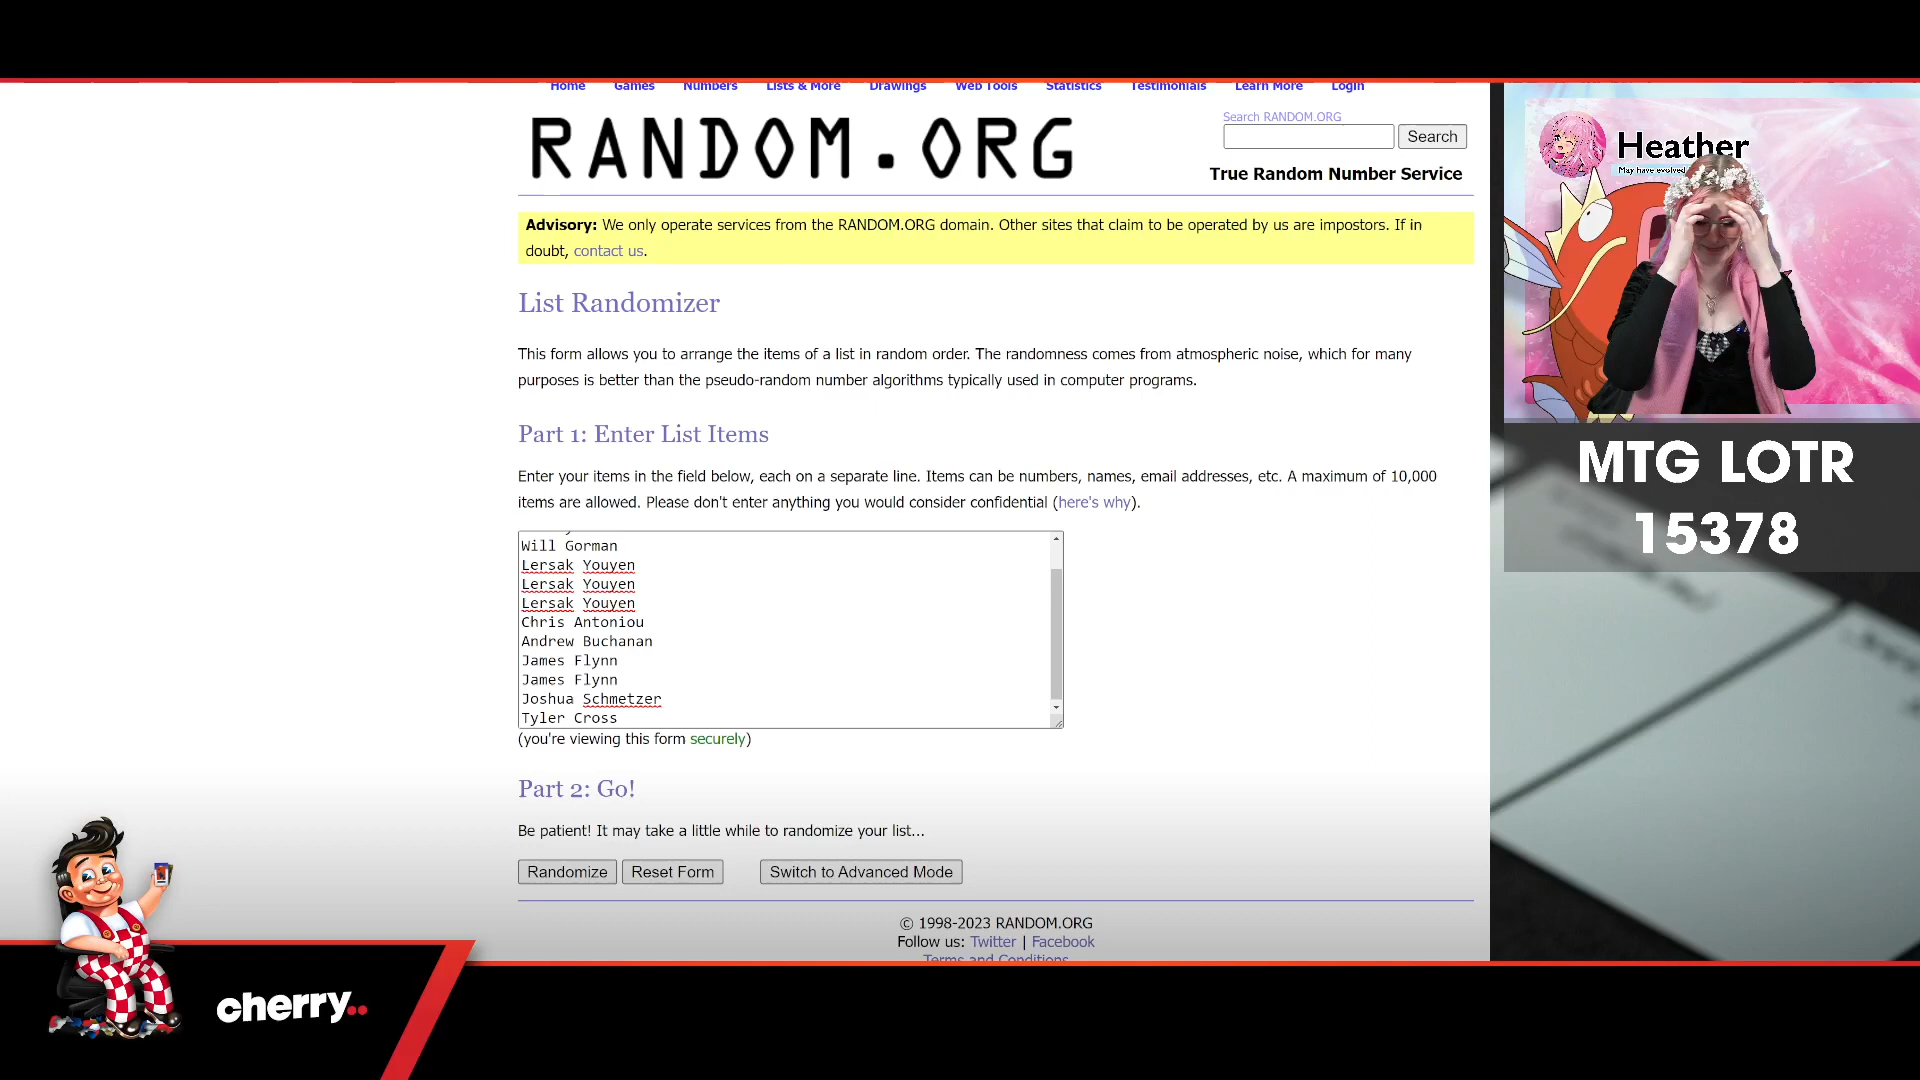 Home Games Numbers Lists & More Drawings Web Tools Statistics Testimonials Learn More Login
RANDOM.ORG
Search RANDOM.ORG
Search
True Random Number Service
Advisory: We only operate services from the RANDOM.ORG domain. Other sites that claim to be operated by us are impostors. If in
doubt, contact us.
List Randomizer
This form allows you to arrange the items of a list in random order. The randomness comes from atmospheric noise, which for many
purposes is better than the pseudo-random number algorithms typically used in computer programs.
Part 1: Enter List Items
Enter your items in the field below, each on a separate line. Items can be numbers, names, email addresses, etc. A maximum of 10,000
items are allowed. Please don't enter anything you would consider confidential (here's why).
Will Gorman
Lersak Youyen
Lersak Youyen
Lersak Youyen
Chris Antoniou
Andrew Buchanan
James Flynn
James Flynn
Joshua Schmetzer
Tyler Cross
(you're viewing this form securely)
Part 2: Go!
Be patient! It may take a little while to randomize your list...
Randomize Reset Form Switch to Advanced Mode
© 1998-2023 RANDOM.ORG
Follow us: Twitter | Facebook
Terms and Conditions
Heather
May have evolved
MTG LOTR
15378
cherry..